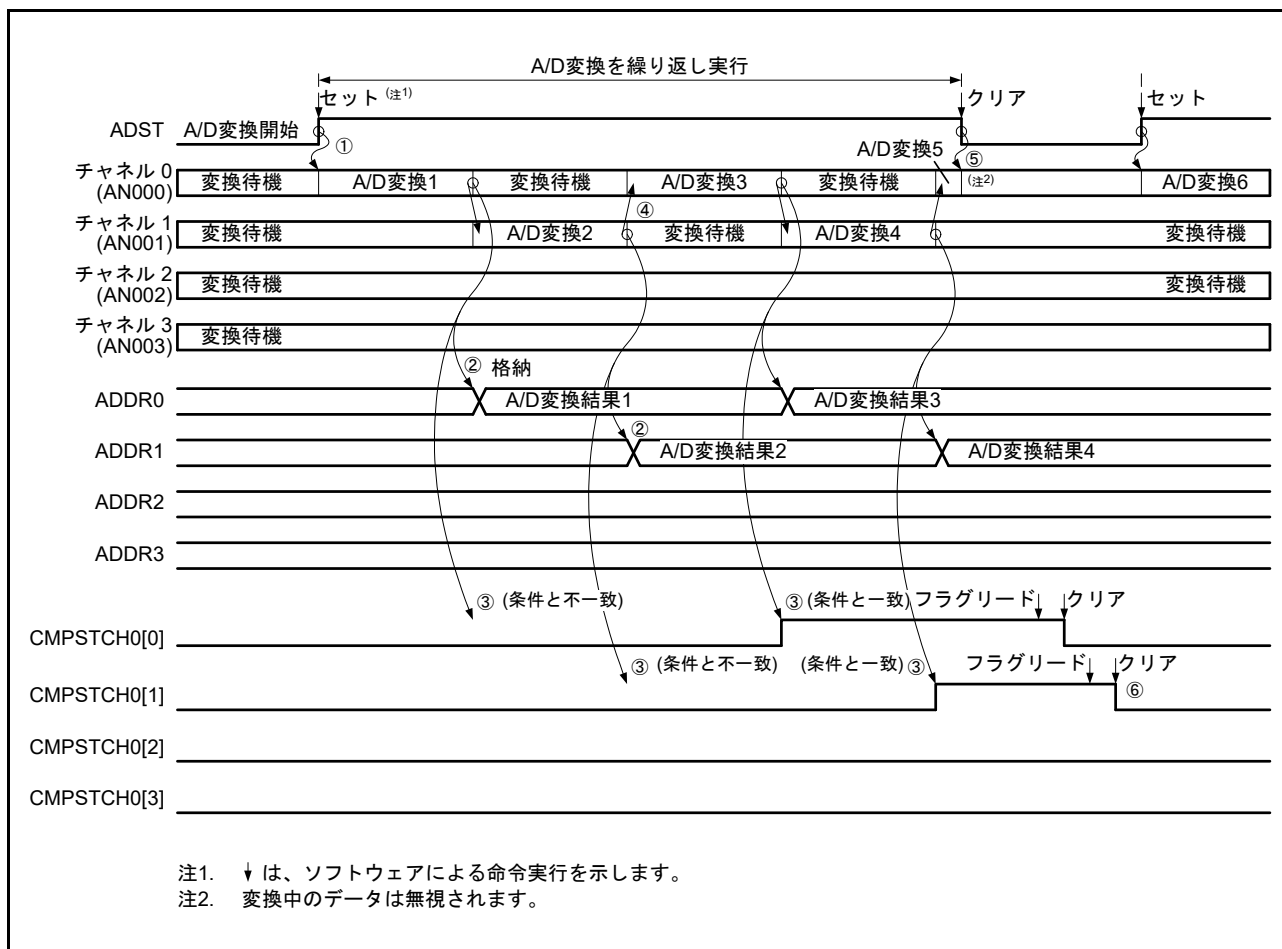 A/D変換を繰り返し実行
セット (注1)
クリア
セット
ADST
A/D変換開始
①
A/D変換5
⑤
チャネル 0
(AN000)
変換待機
A/D変換1
変換待機
A/D変換3
変換待機
(注2)
A/D変換6
④
チャネル 1
(AN001)
変換待機
A/D変換2
変換待機
A/D変換4
変換待機
チャネル 2
(AN002)
変換待機
変換待機
チャネル 3
(AN003)
変換待機
② 格納
ADDR0
A/D変換結果1
A/D変換結果3
②
ADDR1
A/D変換結果2
A/D変換結果4
ADDR2
ADDR3
③ (条件と不一致)
③ (条件と一致)
フラグリード
クリア
CMPSTCH0[0]
③ (条件と不一致)
(条件と一致) ③
フラグリード
クリア
CMPSTCH0[1]
⑥
CMPSTCH0[2]
CMPSTCH0[3]
注1. ↓ は、ソフトウェアによる命令実行を示します。
注2. 変換中のデータは無視されます。